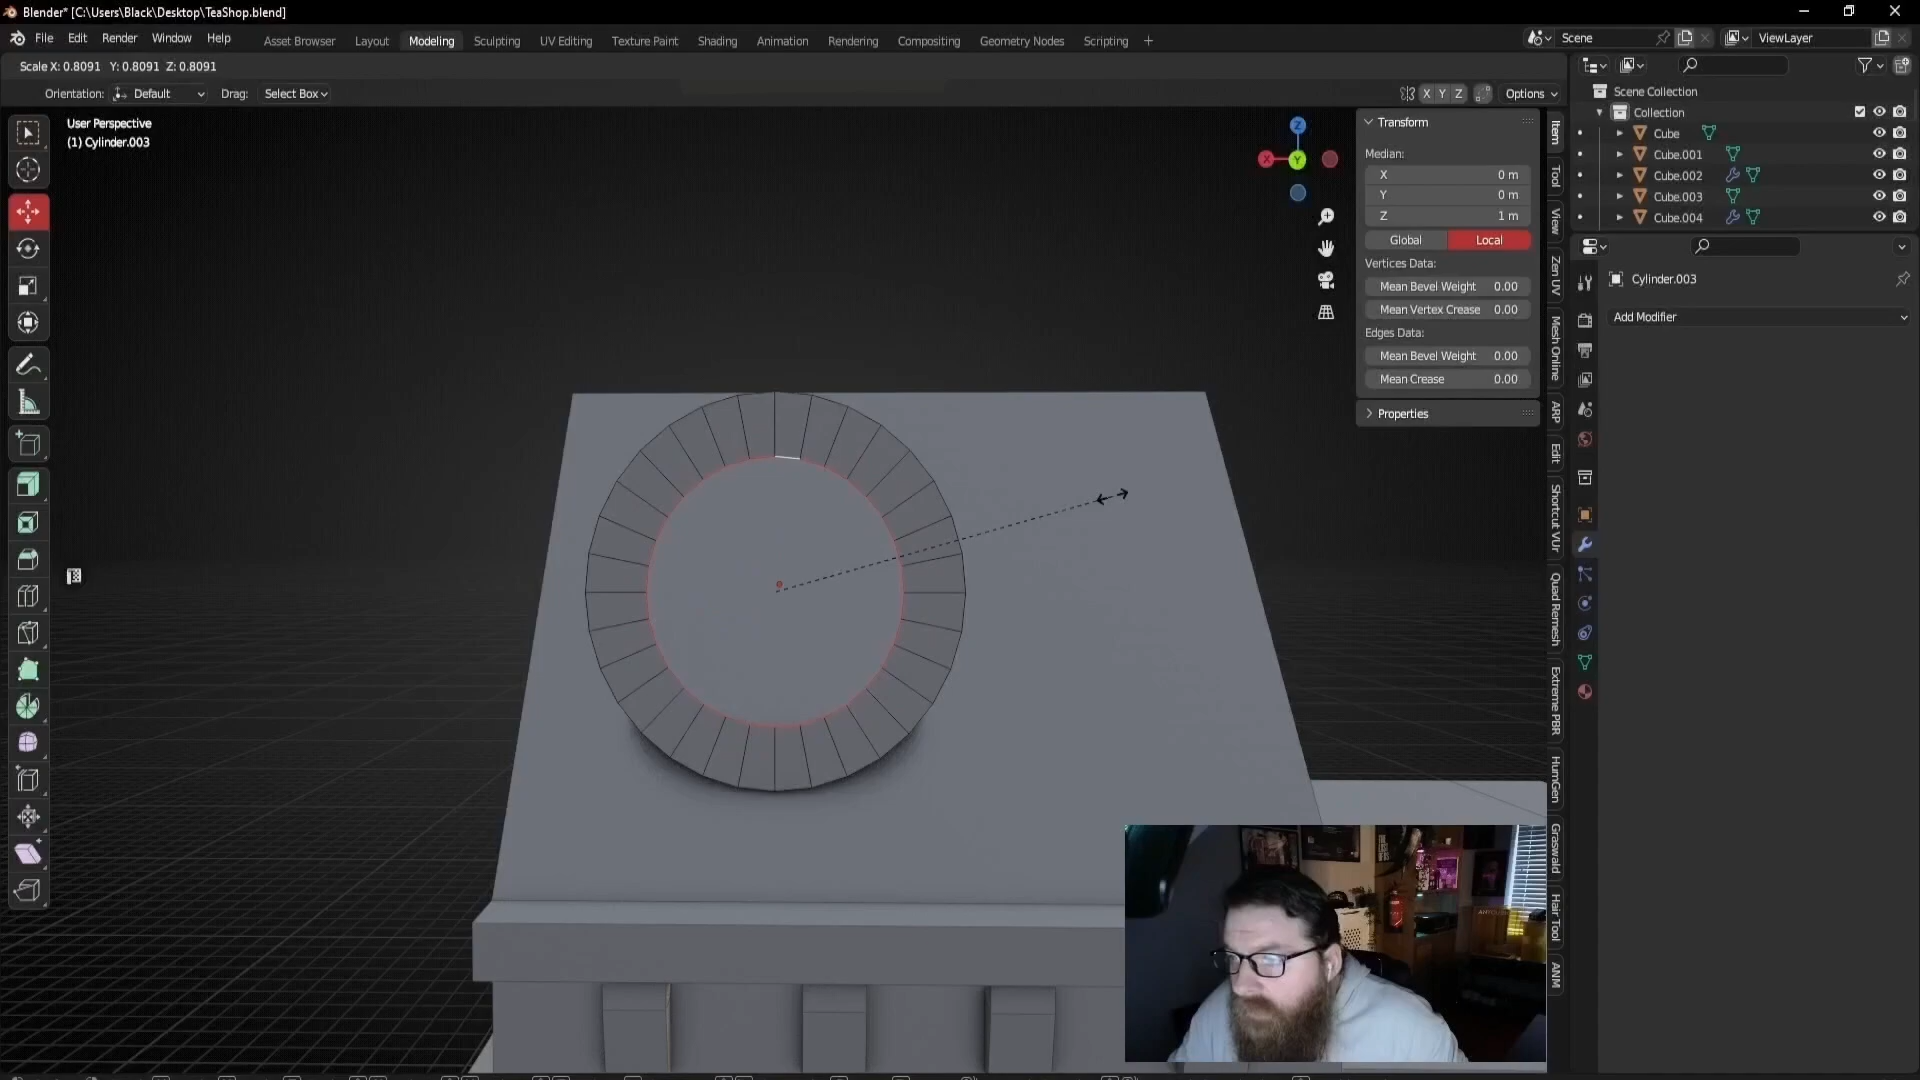 Blender* [C:\Users\Black\Desktop\TeaShop.blend]
File Edit Render Window Help
Asset Browser Layout Modeling Sculpting UV Editing Texture Paint Shading Animation Rendering Compositing Geometry Nodes Scripting +
Scene
ViewLayer
Scale X: 0.8091 Y: 0.8091 Z: 0.8091
Orientation: Default Drag: Select Box
X Y Z Options
User Perspective
(1) Cylinder.003
Z
X
Y
Transform
Median:
X 0 m
Y 0 m
Z 1 m
Global Local
Vertices Data:
Mean Bevel Weight 0.00
Mean Vertex Crease 0.00
Edges Data:
Mean Bevel Weight 0.00
Mean Crease 0.00
Properties
Item
Tool
View
Zen UV
Mesh Online
ARP
Edit
Shortcut VUr
Quad Remesh
Extreme PBR
HumGen
Graswald
Hair Tool
ANM
Scene Collection
Collection
Cube
Cube.001
Cube.002
Cube.003
Cube.004
Cylinder.003
Add Modifier